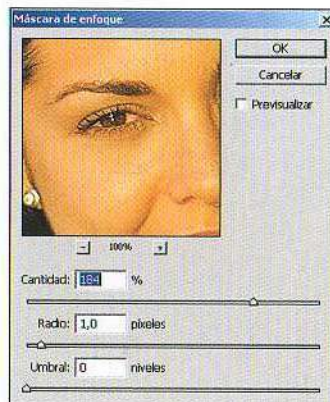 Máscara de enfoque
OK
Cancelar
Previsualizar
100%
Cantidad: 184 %
Radio: 1,0 píxeles
Umbral: 0 niveles